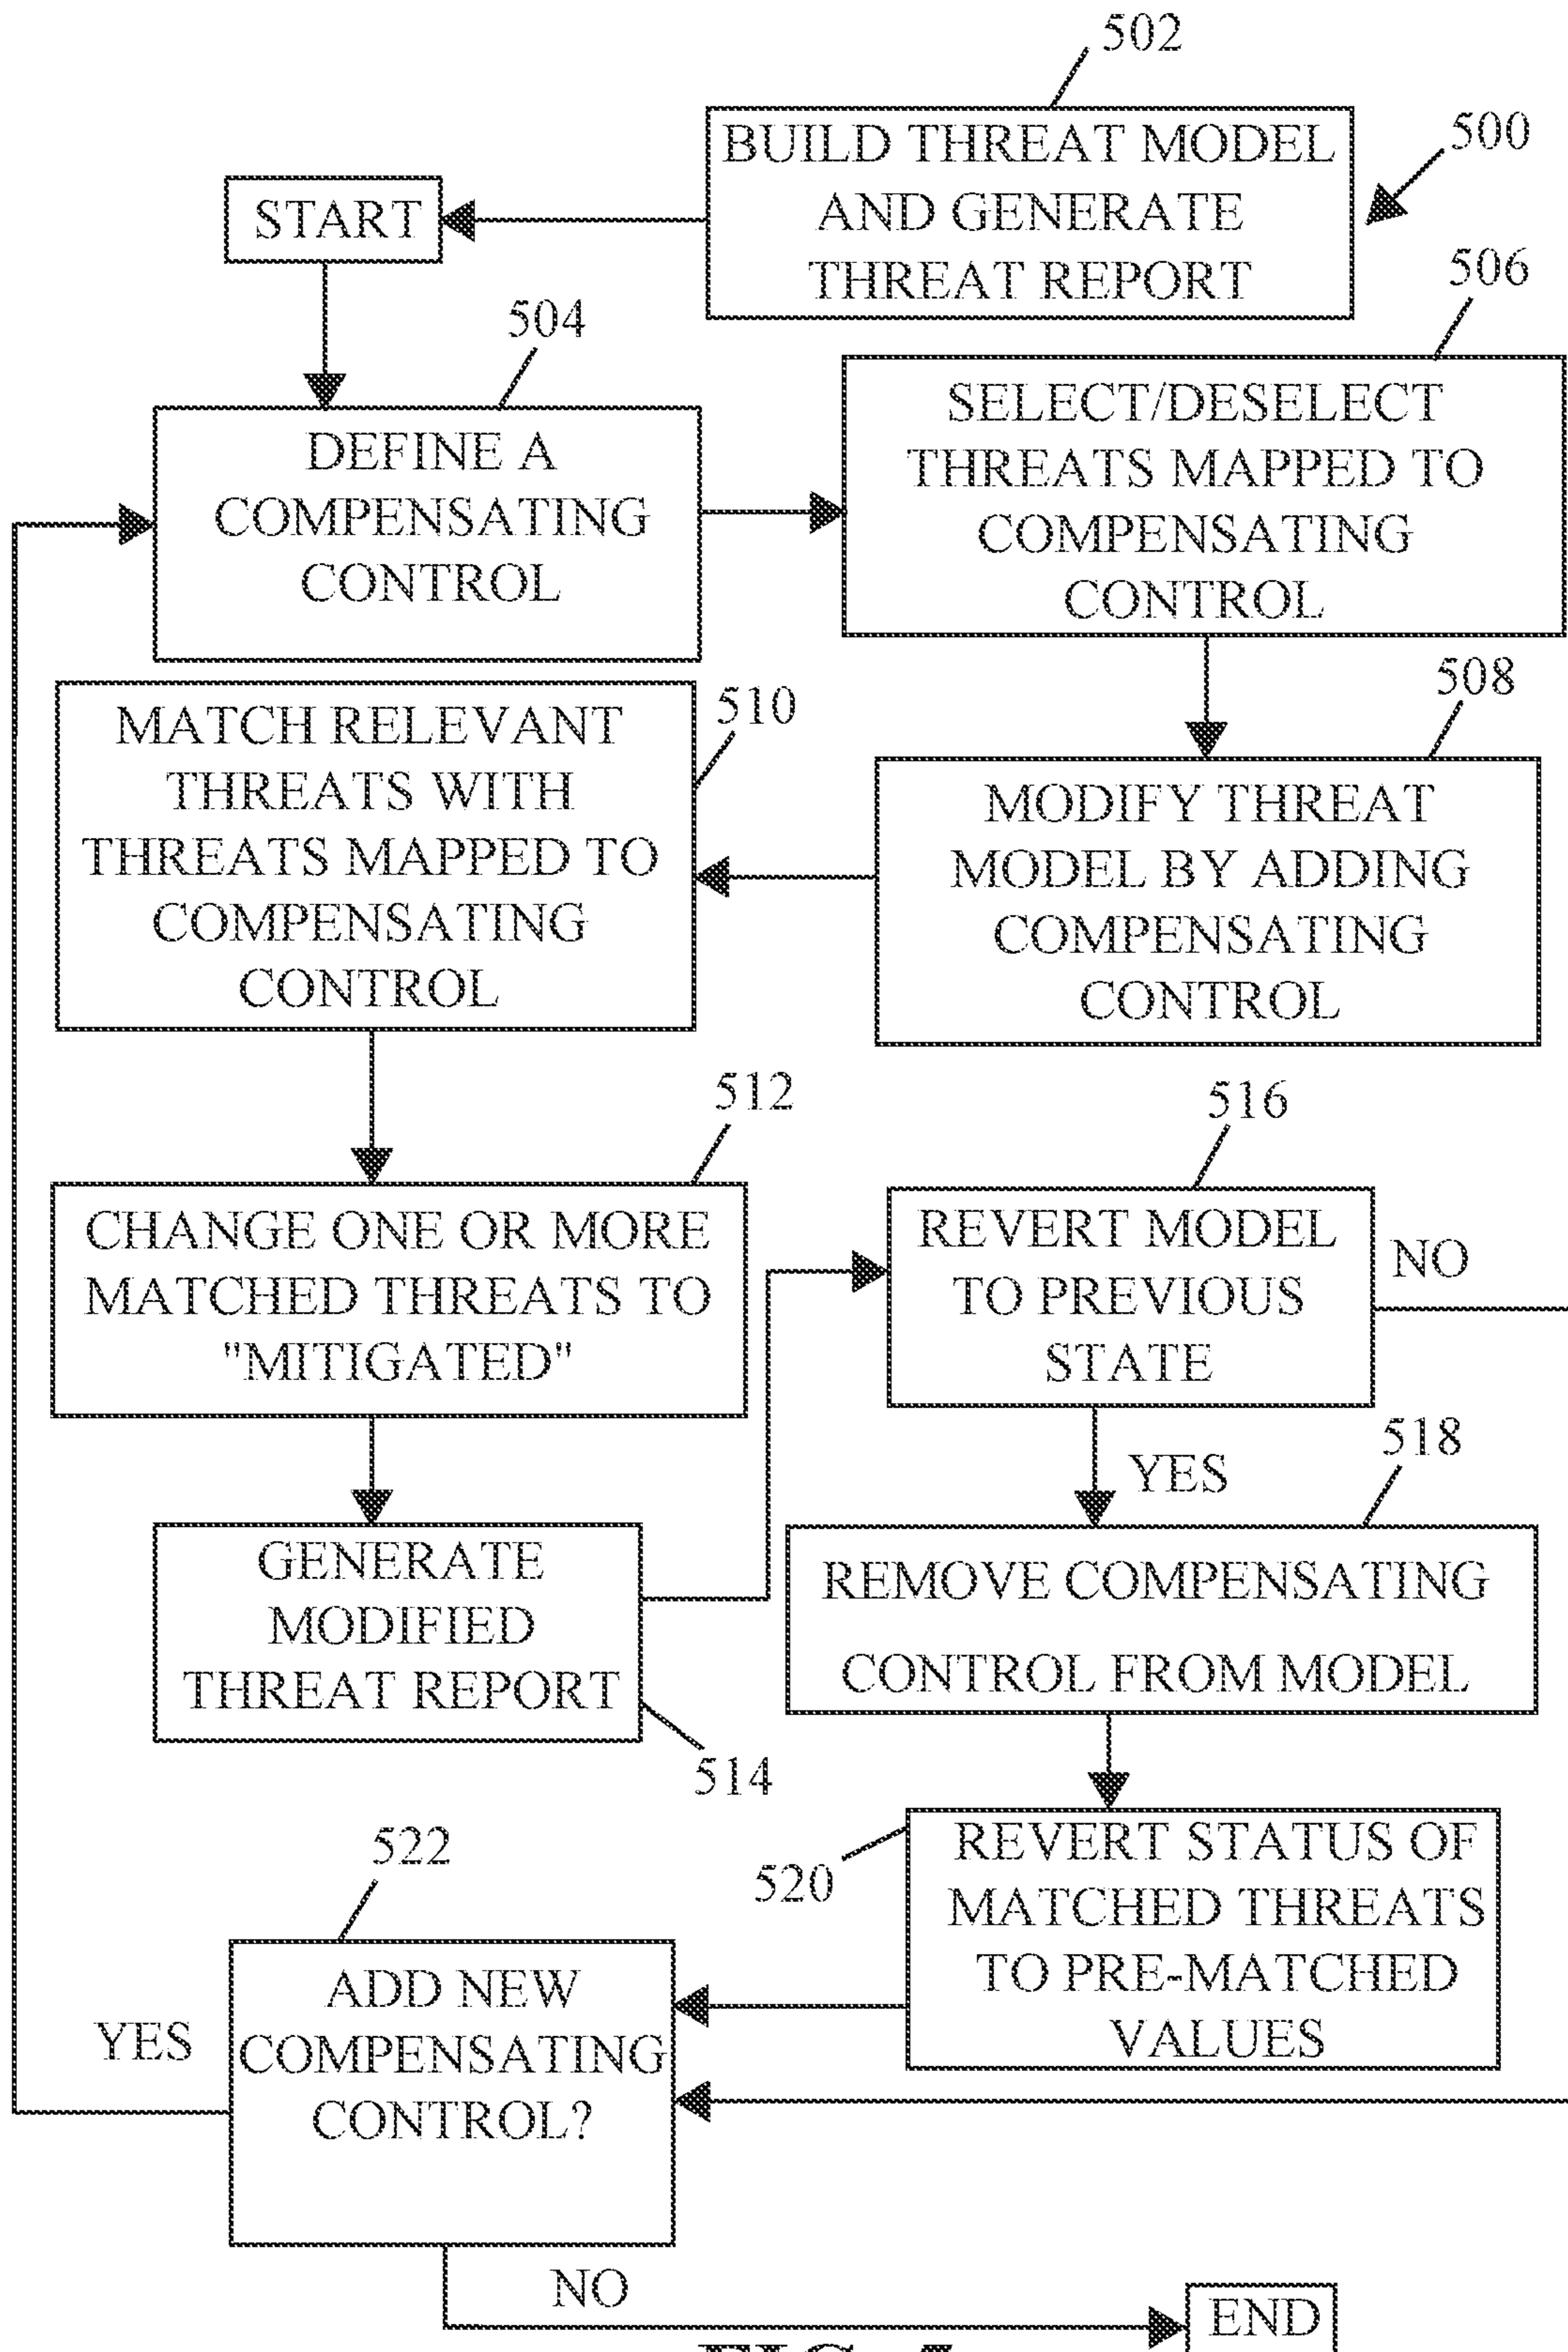 502
BUILD THREAT MODEL
AND GENERATE
THREAT REPORT
500
START
504
DEFINE A
COMPENSATING
CONTROL
506
SELECT/DESELECT
THREATS MAPPED TO
COMPENSATING
CONTROL
508
MODIFY THREAT
MODEL BY ADDING
COMPENSATING
CONTROL
510
MATCH RELEVANT
THREATS WITH
THREATS MAPPED TO
COMPENSATING
CONTROL
512
CHANGE ONE OR MORE
MATCHED THREATS TO
"MITIGATED"
514
GENERATE
MODIFIED
THREAT REPORT
516
REVERT MODEL
TO PREVIOUS
STATE
NO
YES
518
REMOVE COMPENSATING
CONTROL FROM MODEL
520
REVERT STATUS OF
MATCHED THREATS
TO PRE-MATCHED
VALUES
522
ADD NEW
COMPENSATING
CONTROL?
YES
NO
END